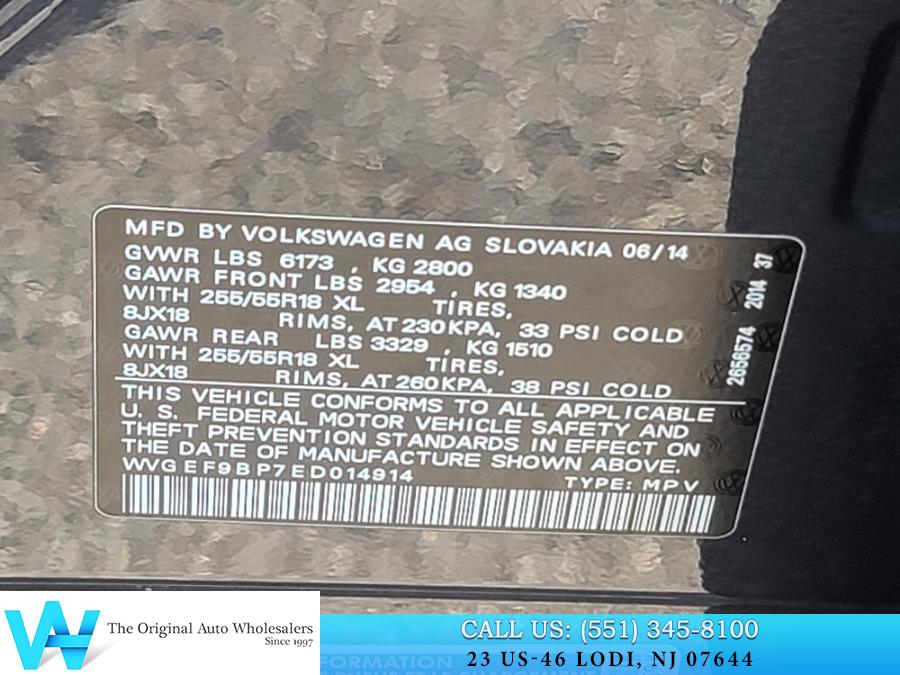 MFD BY VOLKSWAGEN AG SLOVAKIA 06/14
GVWR LBS 6173 , KG 2800
GAWR FRONT LBS 2954 , KG 1340
WITH 255/55R18 XL TIRES,
8JX18 RIMS, AT 230KPA, 33 PSI COLD
GAWR REAR LBS 3329 , KG 1510
WITH 255/55R18 XL TIRES,
8JX18 RIMS, AT 260KPA, 38 PSI COLD
THIS VEHICLE CONFORMS TO ALL APPLICABLE
U. S. FEDERAL MOTOR VEHICLE SAFETY AND
THEFT PREVENTION STANDARDS IN EFFECT ON
THE DATE OF MANUFACTURE SHOWN ABOVE.
WVGEF9BP7ED014914 TYPE: MPV
2656574 2014 37
The Original Auto Wholesalers
Since 1997
CALL US: (551) 345-8100
23 US-46 LODI, NJ 07644
FORMATION